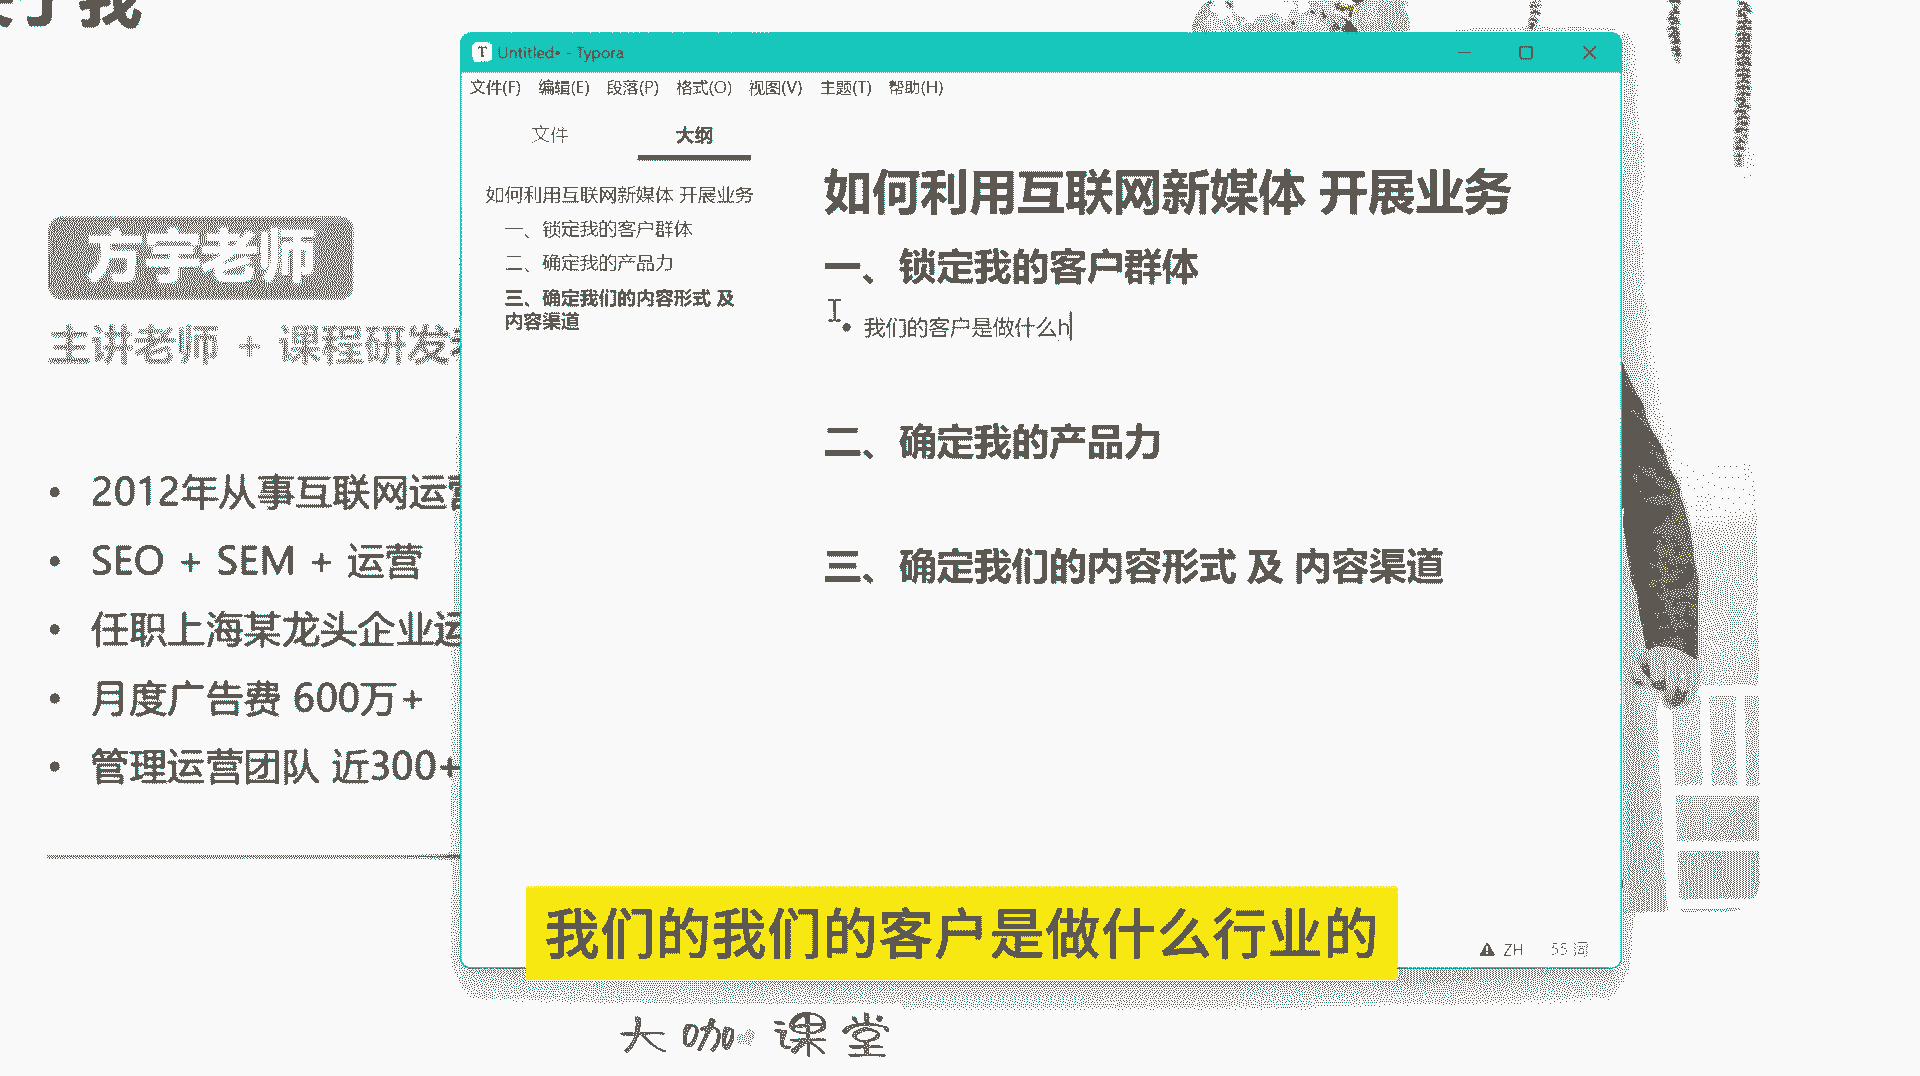 我
Untitled• - Typora
文件(F) 编辑(E) 段落(P) 格式(O) 视图(V) 主题(T) 帮助(H)
文件 大纲
如何利用互联网新媒体 开展业务
一、锁定我的客户群体
二、确定我的产品力
三、确定我们的内容形式 及
内容渠道
如何利用互联网新媒体 开展业务
一、锁定我的客户群体
• 我们的客户是做什么h
二、确定我的产品力
三、确定我们的内容形式 及 内容渠道
ZH 55 词
方宇老师
主讲老师 + 课程研发
• 2012年从事互联网运营
• SEO + SEM + 运营
• 任职上海某龙头企业运
• 月度广告费 600万+
• 管理运营团队 近300+
我们的我们的客户是做什么行业的
大咖课堂